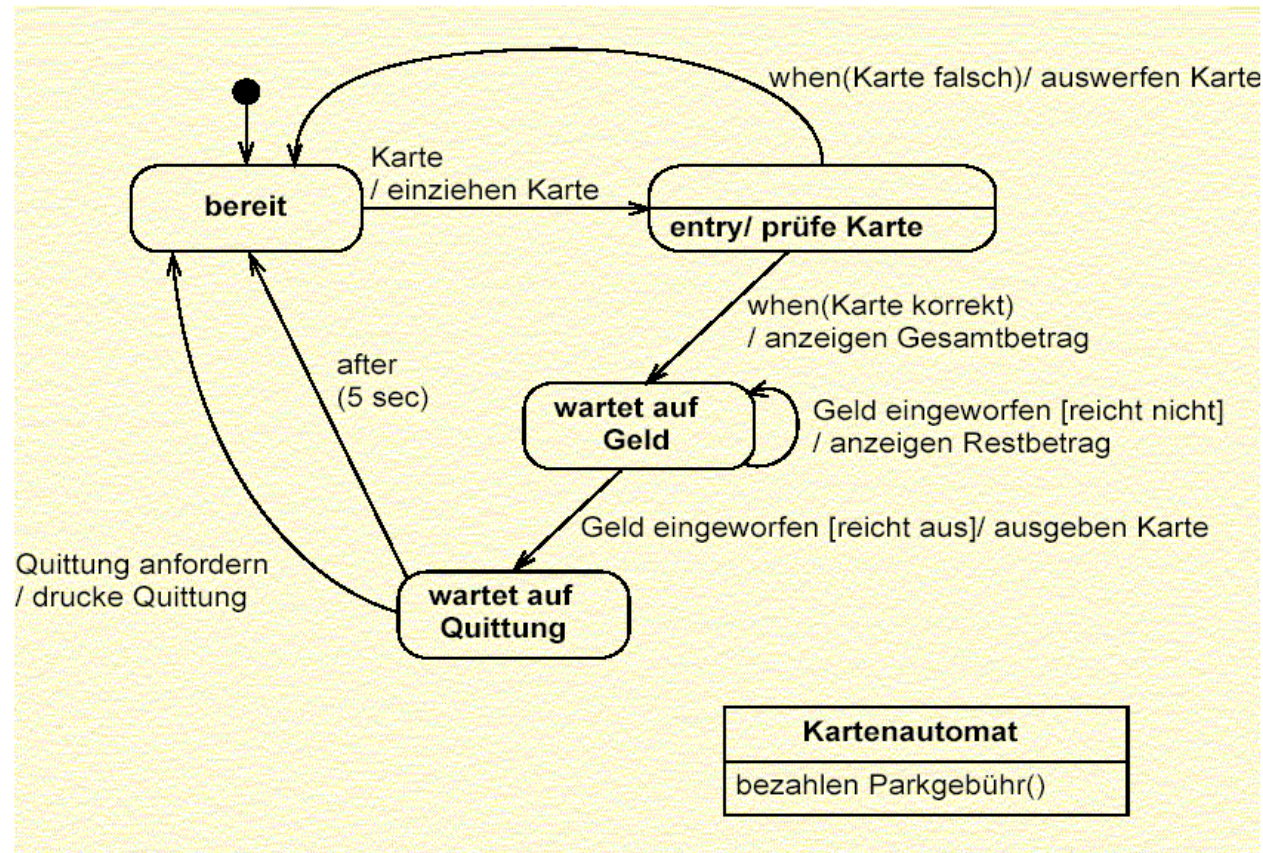 when(Karte falsch)/ auswerfen Karte
Karte
/ einziehen Karte
bereit
entry/ prüfe Karte
when(Karte korrekt)
/ anzeigen Gesamtbetrag
after
(5 sec)
wartet auf
Geld
Geld eingeworfen [reicht nicht]
/ anzeigen Restbetrag
Geld eingeworfen [reicht aus]/ ausgeben Karte
Quittung anfordern
/ drucke Quittung
wartet auf
Quittung
Kartenautomat
bezahlen Parkgebühr()